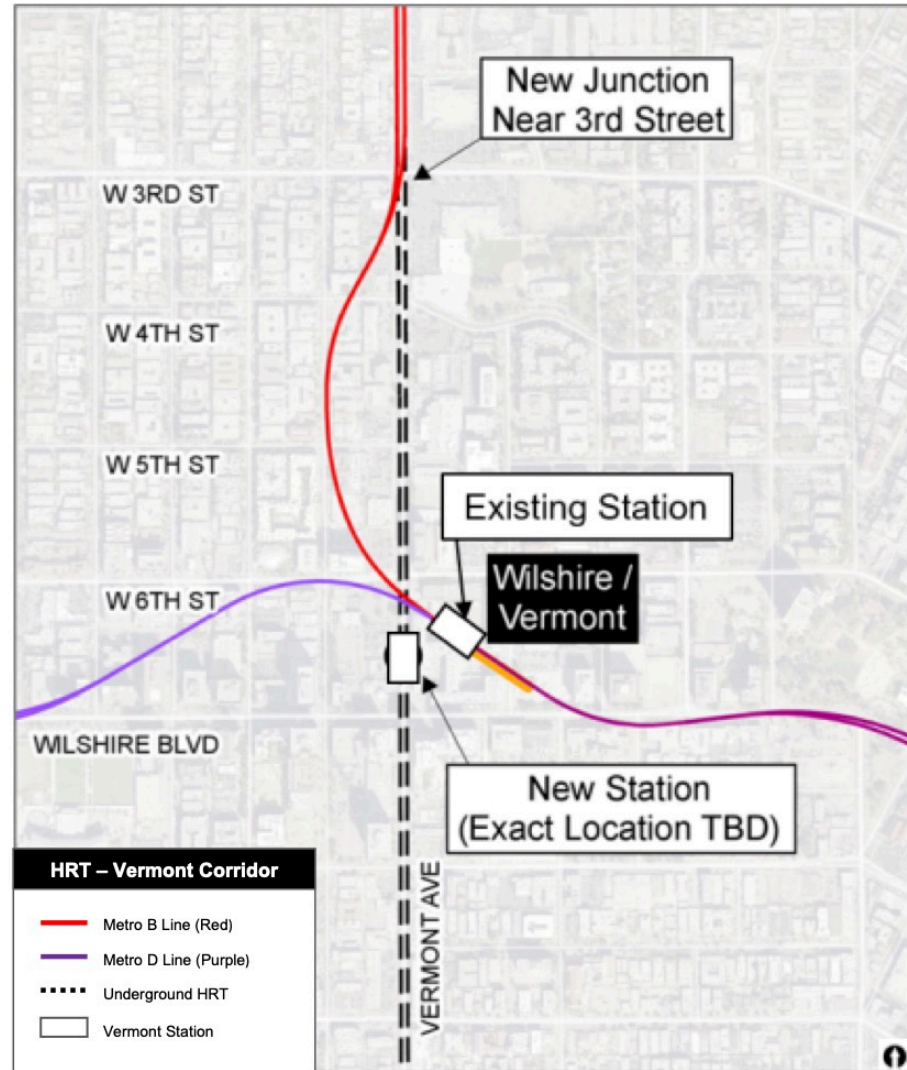 New Junction
Near 3rd Street
W 3RD ST
W 4TH ST
W 5TH ST
Existing Station
Wilshire /
Vermont
W 6TH ST
WILSHIRE BLVD
New Station
(Exact Location TBD)
VERMONT AVE
HRT – Vermont Corridor
Metro B Line (Red)
Metro D Line (Purple)
Underground HRT
Vermont Station